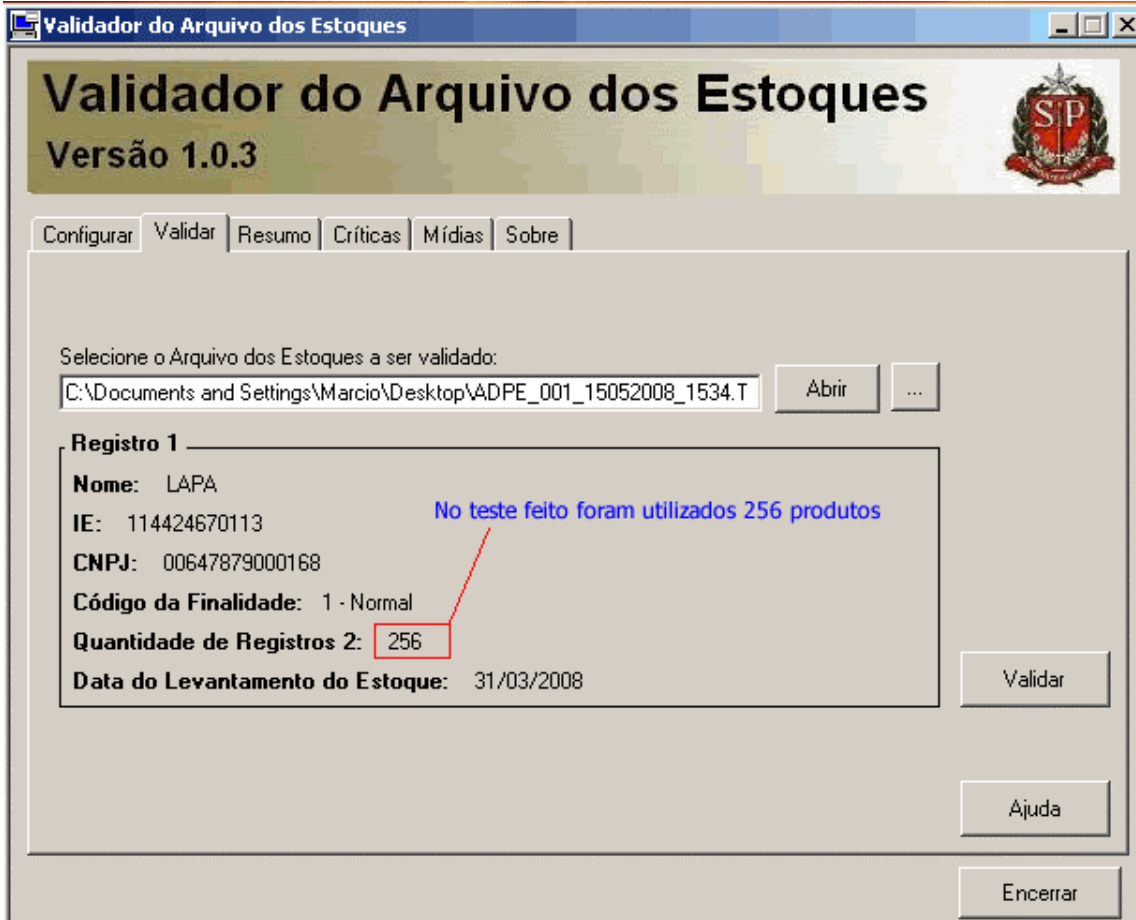 Validador do Arquivo dos Estoques
Validador do Arquivo dos Estoques
Versão 1.0.3
SP
Configurar Validar Resumo Críticas Mídias Sobre
Selecione o Arquivo dos Estoques a ser validado:
C:\Documents and Settings\Marcio\Desktop\ADPE_001_15052008_1534.T Abrir ...
Registro 1
Nome: LAPA
No teste feito foram utilizados 256 produtos
IE: 114424670113
CNPJ: 00647879000168
Código da Finalidade: 1 - Normal
Quantidade de Registros 2: 256
Data do Levantamento do Estoque: 31/03/2008
Validar
Ajuda
Encerrar